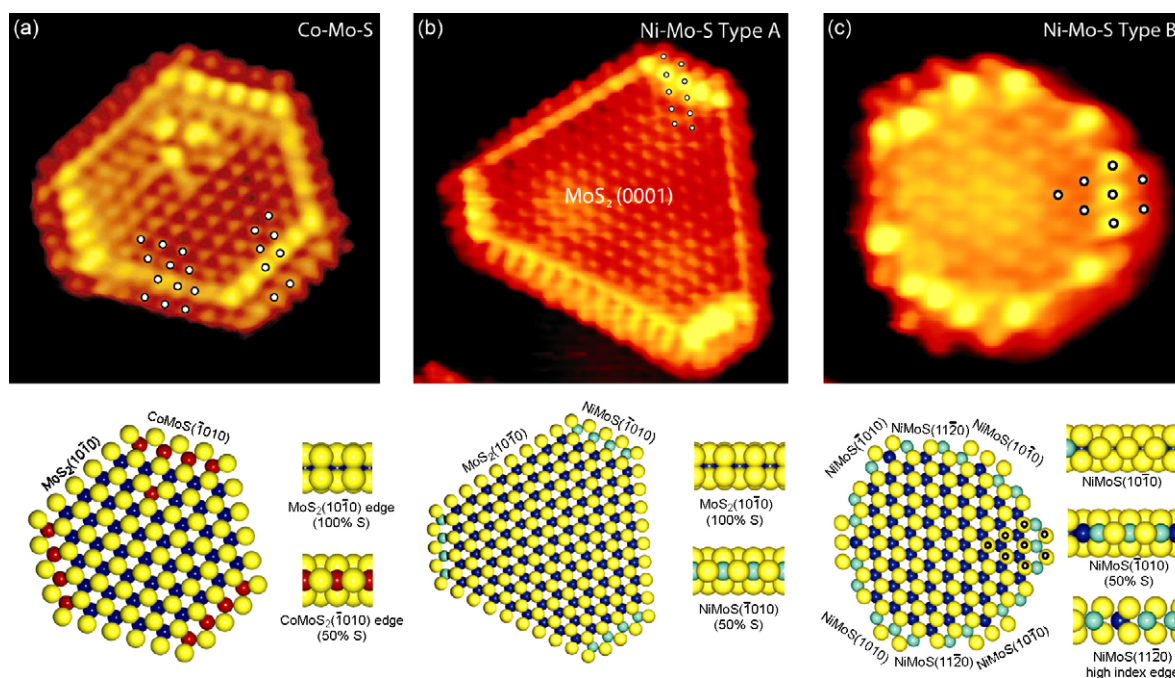 (a) Co-Mo-S
(b) Ni-Mo-S Type A
(c) Ni-Mo-S Type B
MoS₂ (0001)
MoS₂(101̄0)
CoMoS(1̄010)
MoS₂(101̄0) edge
(100% S)
CoMoS₂(1̄010) edge
(50% S)
MoS₂(101̄0)
NiMoS(1̄010)
MoS₂(101̄0)
(100% S)
NiMoS(1̄010)
(50% S)
NiMoS(1̄010)
NiMoS(112̄0)
NiMoS(101̄0)
NiMoS(1010)
NiMoS(112̄0)
NiMoS(101̄0)
NiMoS(101̄0)
NiMoS(1̄010)
(50% S)
NiMoS(112̄0)
high index edge